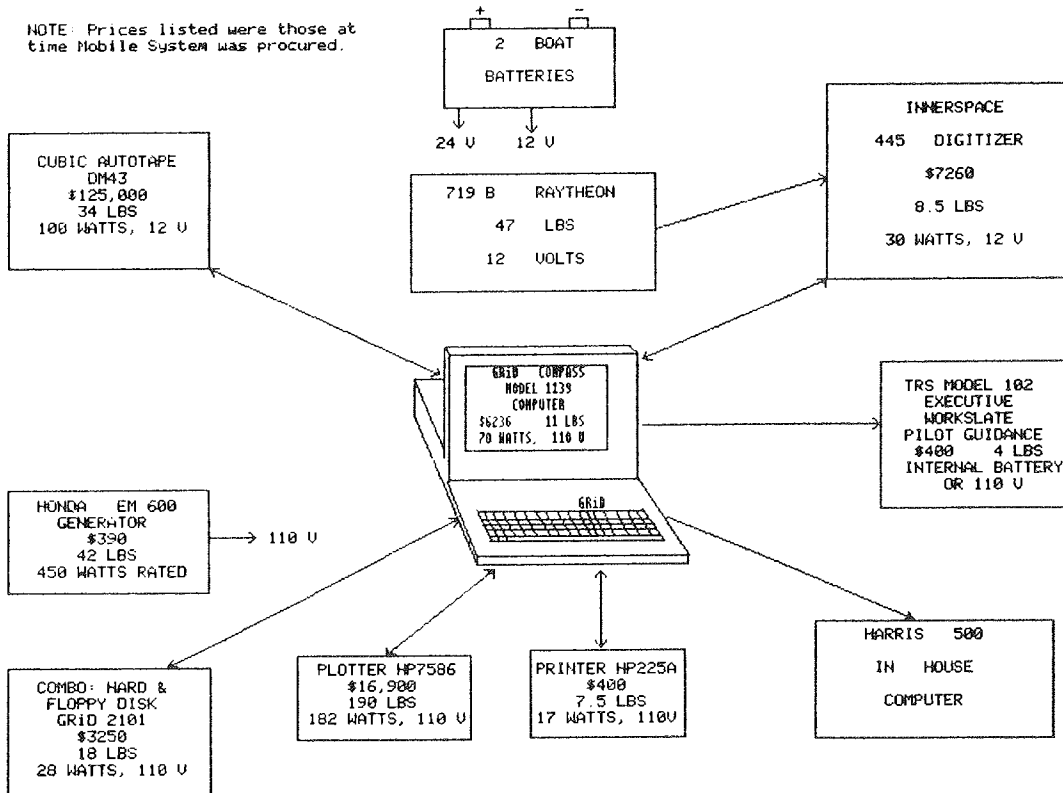 NOTE: Prices listed were those at
time Mobile System was procured.
+ -
2 BOAT
BATTERIES
24 V 12 V
CUBIC AUTOTAPE
DM43
$125,000
34 LBS
100 WATTS, 12 V
719 B RAYTHEON
47 LBS
12 VOLTS
INNERSPACE
445 DIGITIZER
$7260
8.5 LBS
30 WATTS, 12 V
GRiD COMPASS
MODEL 1139
COMPUTER
$6236 11 LBS
70 WATTS, 110 V
GRiD
TRS MODEL 102
EXECUTIVE
WORKSLATE
PILOT GUIDANCE
$400 4 LBS
INTERNAL BATTERY
OR 110 V
HONDA EM 600
GENERATOR
$390
42 LBS
450 WATTS RATED
110 V
COMBO: HARD &
FLOPPY DISK
GRiD 2101
$3250
18 LBS
28 WATTS, 110 V
PLOTTER HP7586
$16,900
190 LBS
182 WATTS, 110 V
PRINTER HP225A
$400
7.5 LBS
17 WATTS, 110V
HARRIS 500
IN HOUSE
COMPUTER